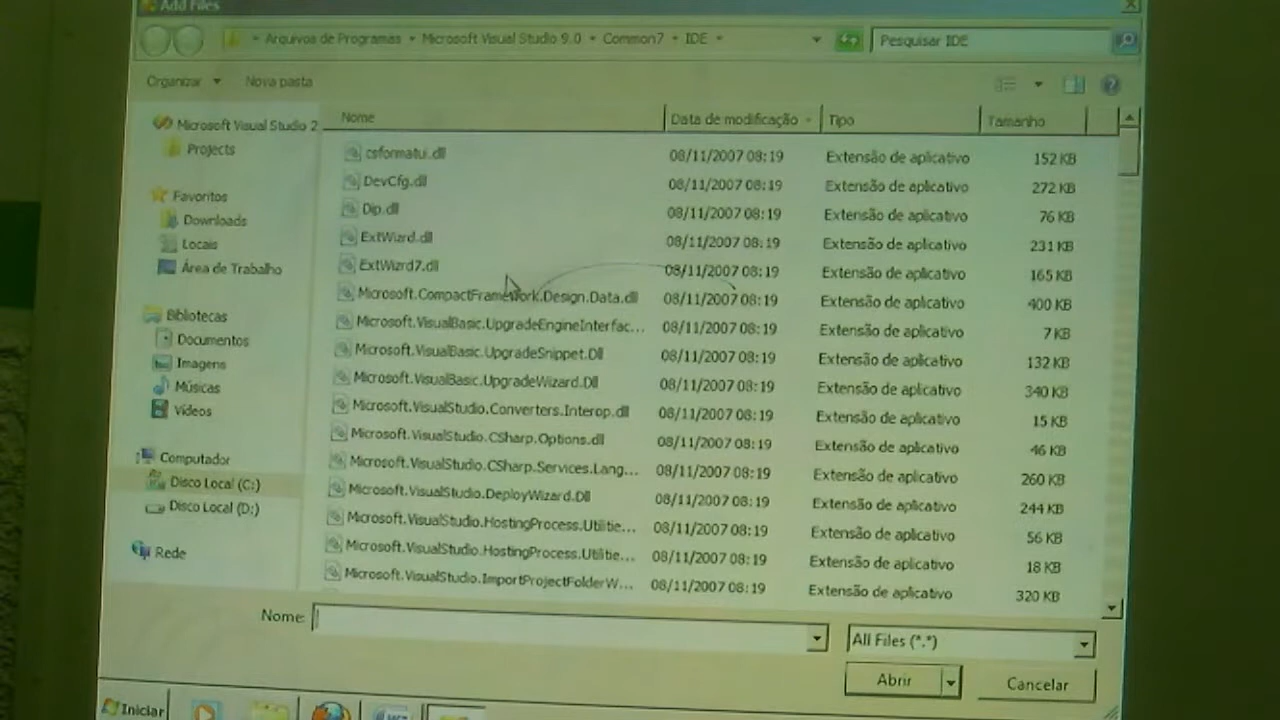 Add Files
Arquivos de Programas Microsoft Visual Studio 9.0 Common7 IDE Pesquisar IDE
Organizar Nova pasta
Nome Data de modificação Tipo Tamanho
Microsoft Visual Studio 2
Projects
Favoritos
Downloads
Locais
Área de Trabalho
Bibliotecas
Documentos
Imagens
Músicas
Vídeos
Computador
Disco Local (C:)
Disco Local (D:)
Rede
csformatui.dll 08/11/2007 08:19 Extensão de aplicativo 152 KB
DevCfg.dll 08/11/2007 08:19 Extensão de aplicativo 272 KB
Dip.dll 08/11/2007 08:19 Extensão de aplicativo 76 KB
ExtWizrd.dll 08/11/2007 08:19 Extensão de aplicativo 231 KB
ExtWizrd7.dll 08/11/2007 08:19 Extensão de aplicativo 165 KB
Microsoft.CompactFramework.Design.Data.dll 08/11/2007 08:19 Extensão de aplicativo 400 KB
Microsoft.VisualBasic.UpgradeEngineInterfac... 08/11/2007 08:19 Extensão de aplicativo 7 KB
Microsoft.VisualBasic.UpgradeSnippet.Dll 08/11/2007 08:19 Extensão de aplicativo 132 KB
Microsoft.VisualBasic.UpgradeWizard.Dll 08/11/2007 08:19 Extensão de aplicativo 340 KB
Microsoft.VisualStudio.Converters.Interop.dll 08/11/2007 08:19 Extensão de aplicativo 15 KB
Microsoft.VisualStudio.CSharp.Options.dll 08/11/2007 08:19 Extensão de aplicativo 46 KB
Microsoft.VisualStudio.CSharp.Services.Lang... 08/11/2007 08:19 Extensão de aplicativo 260 KB
Microsoft.VisualStudio.DeployWizard.Dll 08/11/2007 08:19 Extensão de aplicativo 244 KB
Microsoft.VisualStudio.HostingProcess.Utilitie... 08/11/2007 08:19 Extensão de aplicativo 56 KB
Microsoft.VisualStudio.HostingProcess.Utilitie... 08/11/2007 08:19 Extensão de aplicativo 18 KB
Microsoft.VisualStudio.ImportProjectFolderW... 08/11/2007 08:19 Extensão de aplicativo 320 KB
Nome: All Files (*.*)
Abrir Cancelar
Iniciar